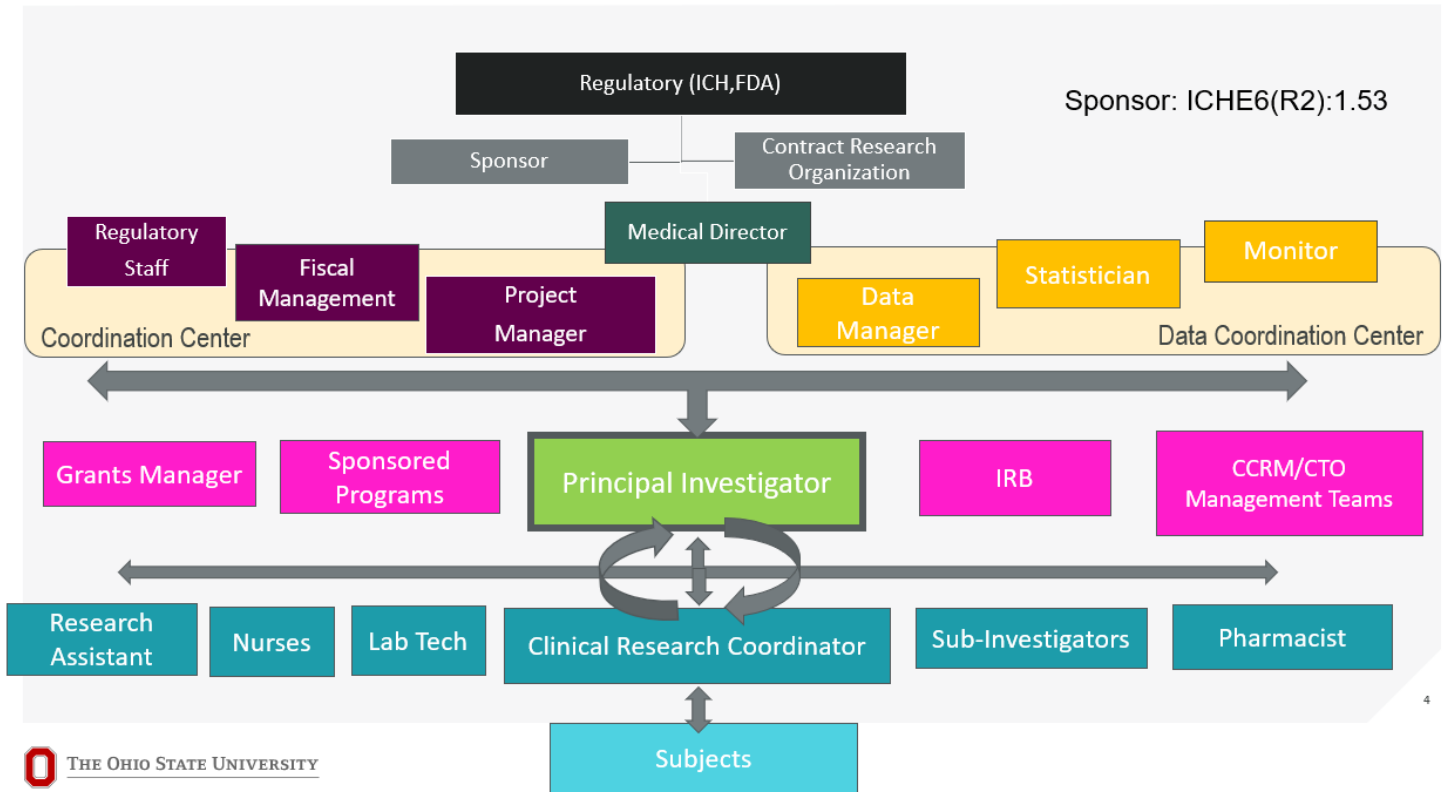 Regulatory (ICH,FDA)
Sponsor: ICHE6(R2):1.53
Sponsor
Contract Research
Organization
Medical Director
Regulatory
Staff
Fiscal
Management
Project
Manager
Coordination Center
Data
Manager
Statistician
Monitor
Data Coordination Center
Grants Manager
Sponsored
Programs
Principal Investigator
IRB
CCRM/CTO
Management Teams
Research
Assistant
Nurses
Lab Tech
Clinical Research Coordinator
Sub-Investigators
Pharmacist
Subjects
4
THE OHIO STATE UNIVERSITY